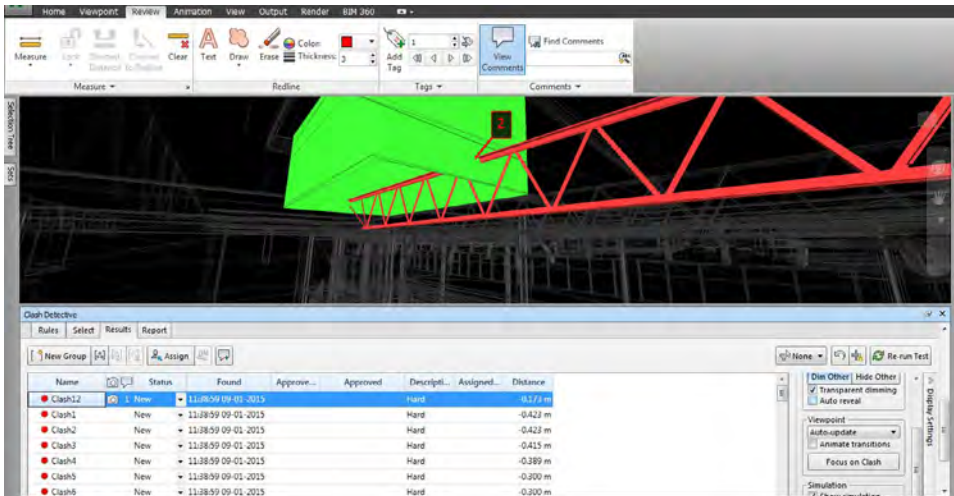 Home Viewpoint Review Animation View Output Render BIM 360
Measure Lock Clear Text Draw Erase Color: Thickness: 3 Add Tag 1 View Comments Find Comments
Measure Redline Tags Comments
Selection Tree
Sets
2
Clash Detective
Rules Select Results Report
New Group Assign None Re-run Test
Name Status Found Approve... Approved Descripti... Assigned... Distance
Clash12 1 New 11:38:59 09-01-2015 Hard -0.173 m
Clash1 New 11:38:59 09-01-2015 Hard -0.423 m
Clash2 New 11:38:59 09-01-2015 Hard -0.423 m
Clash3 New 11:38:59 09-01-2015 Hard -0.415 m
Clash4 New 11:38:59 09-01-2015 Hard -0.389 m
Clash5 New 11:38:59 09-01-2015 Hard -0.300 m
Clash6 New 11:38:59 09-01-2015 Hard -0.300 m
Dim Other Hide Other
Transparent dimming
Auto reveal
Viewpoint
Auto-update
Animate transitions
Focus on Clash
Simulation
Show simulation
Display Settings